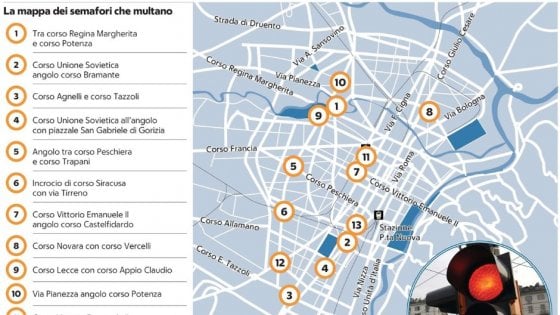 La mappa dei semafori che multano
1 Tra corso Regina Margherita
e corso Potenza
2 Corso Unione Sovietica
angolo corso Bramante
3 Corso Agnelli e corso Tazzoli
4 Corso Unione Sovietica all'angolo
con piazzale San Gabriele di Gorizia
5 Angolo tra corso Peschiera
e corso Trapani
6 Incrocio di corso Siracusa
con via Tirreno
7 Corso Vittorio Emanuele II
angolo corso Castelfidardo
8 Corso Novara con corso Vercelli
9 Corso Lecce con corso Appio Claudio
10 Via Pianezza angolo corso Potenza
Strada di Druento
Via A. Sansovino
Corso Giulio Cesare
Corso Regina Margherita
Via Pianezza
10
1
9
Via F. Cigna
8
Via Bologna
Corso Francia
11
Via Roma
7
5
Corso Peschiera
Corso Vittorio Emanuele II
6
Corso Allamano
13
Stazione
P.ta Nuova
2
Corso E. Tazzoli
12
4
Via Nizza
Corso Unità d'Italia
3